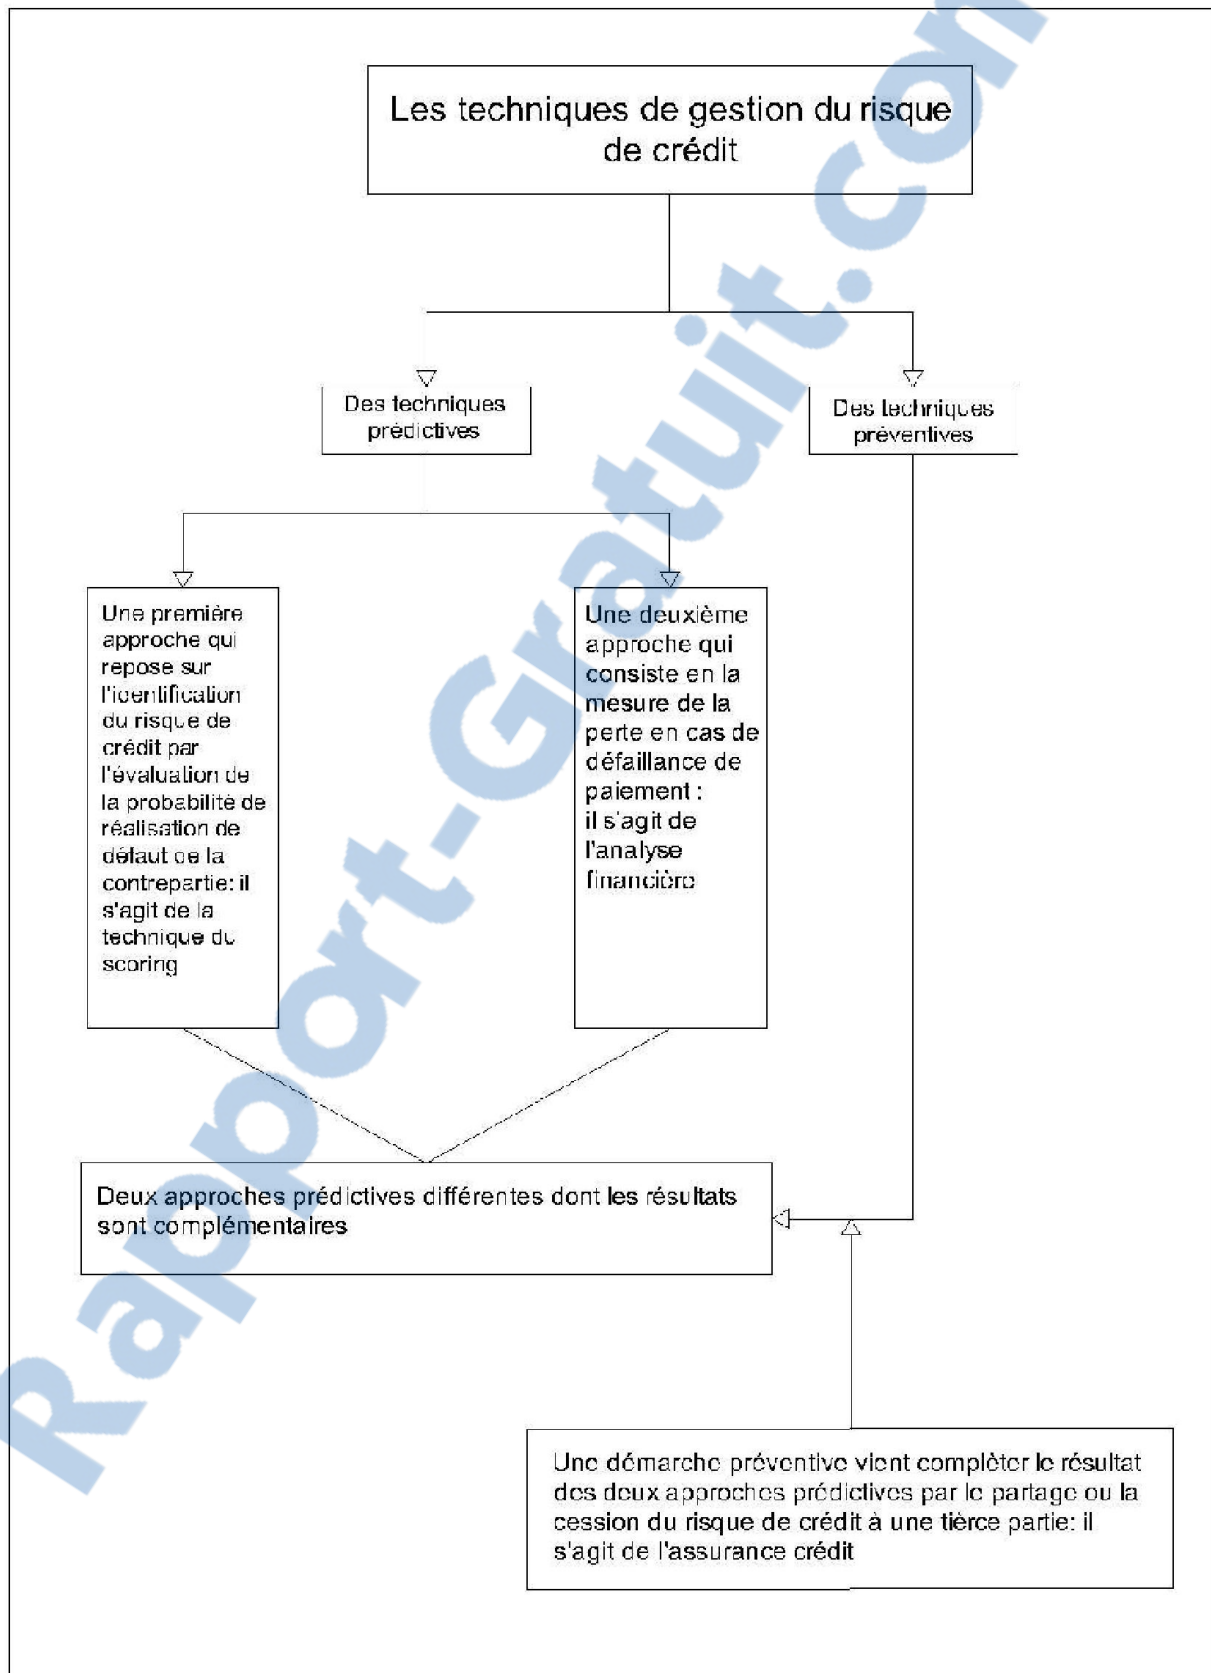 Les techniques de gestion du risque
de crédit
Des techniques
prédictives
Des techniques
préventives
Une première
approche qui
repose sur
l'identification
du risque de
crédit par
l'évaluation de
la probabilité de
réalisation de
défaut de la
contrepartie: il
s'agit de la
technique du
scoring
Une deuxième
approche qui
consiste en la
mesure de la
perte en cas de
défaillance de
paiement :
il s'agit de
l'analyse
financière
Deux approches prédictives différentes dont les résultats
sont complémentaires
Une démarche préventive vient complèter le résultat
des deux approches prédictives par le partage ou la
cession du risque de crédit à une tièrce partie: il
s'agit de l'assurance crédit
Rapport-Gratuit.com